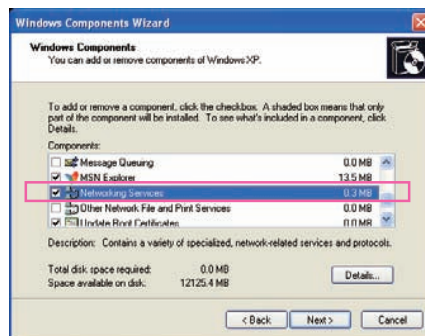 Windows Components Wizard
Windows Components
You can add or remove components of Windows XP.
To add or remove a component, click the checkbox. A shaded box means that only
part of the component will be installed. To see what's included in a component, click
Details.
Components:
Message Queuing 0.0 MB
MSN Explorer 13.5 MB
Networking Services 0.3 MB
Other Network File and Print Services 0.0 MB
Update Root Certificates 0.0 MB
Description: Contains a variety of specialized, network-related services and protocols.
Total disk space required: 0.0 MB
Space available on disk: 12125.4 MB
Details...
< Back Next > Cancel